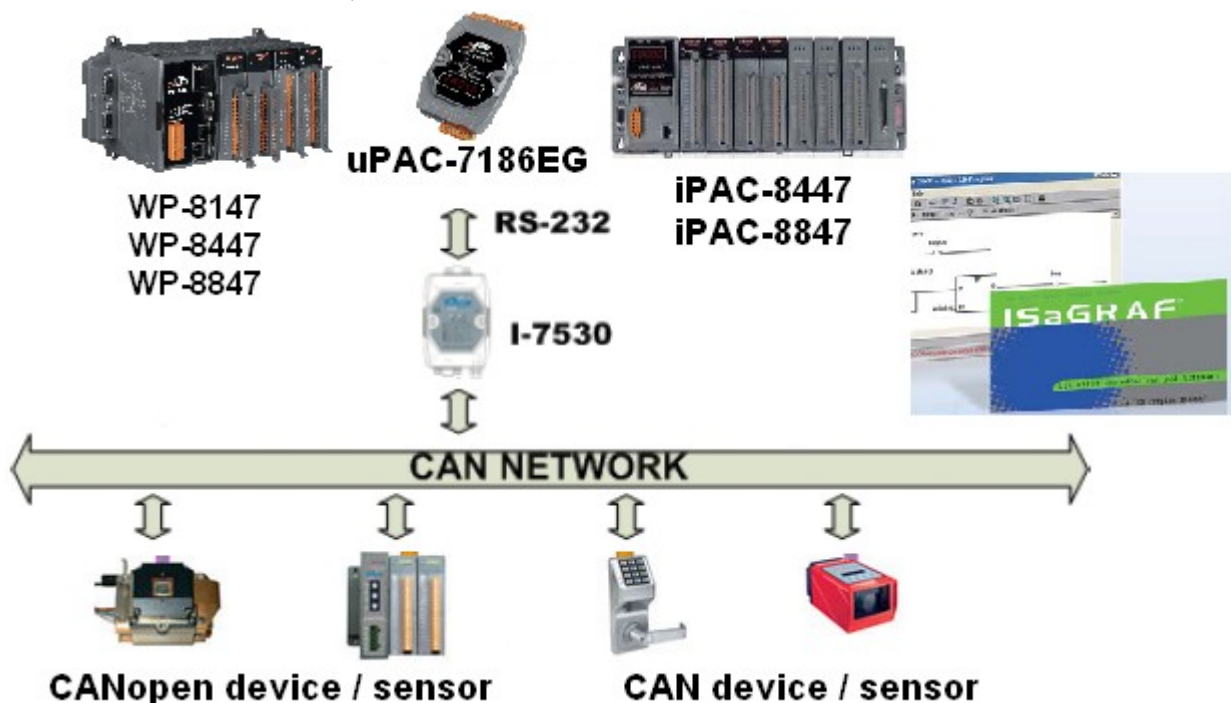 uPAC-7186EG
WP-8147
WP-8447
WP-8847
iPAC-8447
iPAC-8847
RS-232
I-7530
ISaGRAF
CAN NETWORK
CANopen device / sensor
CAN device / sensor